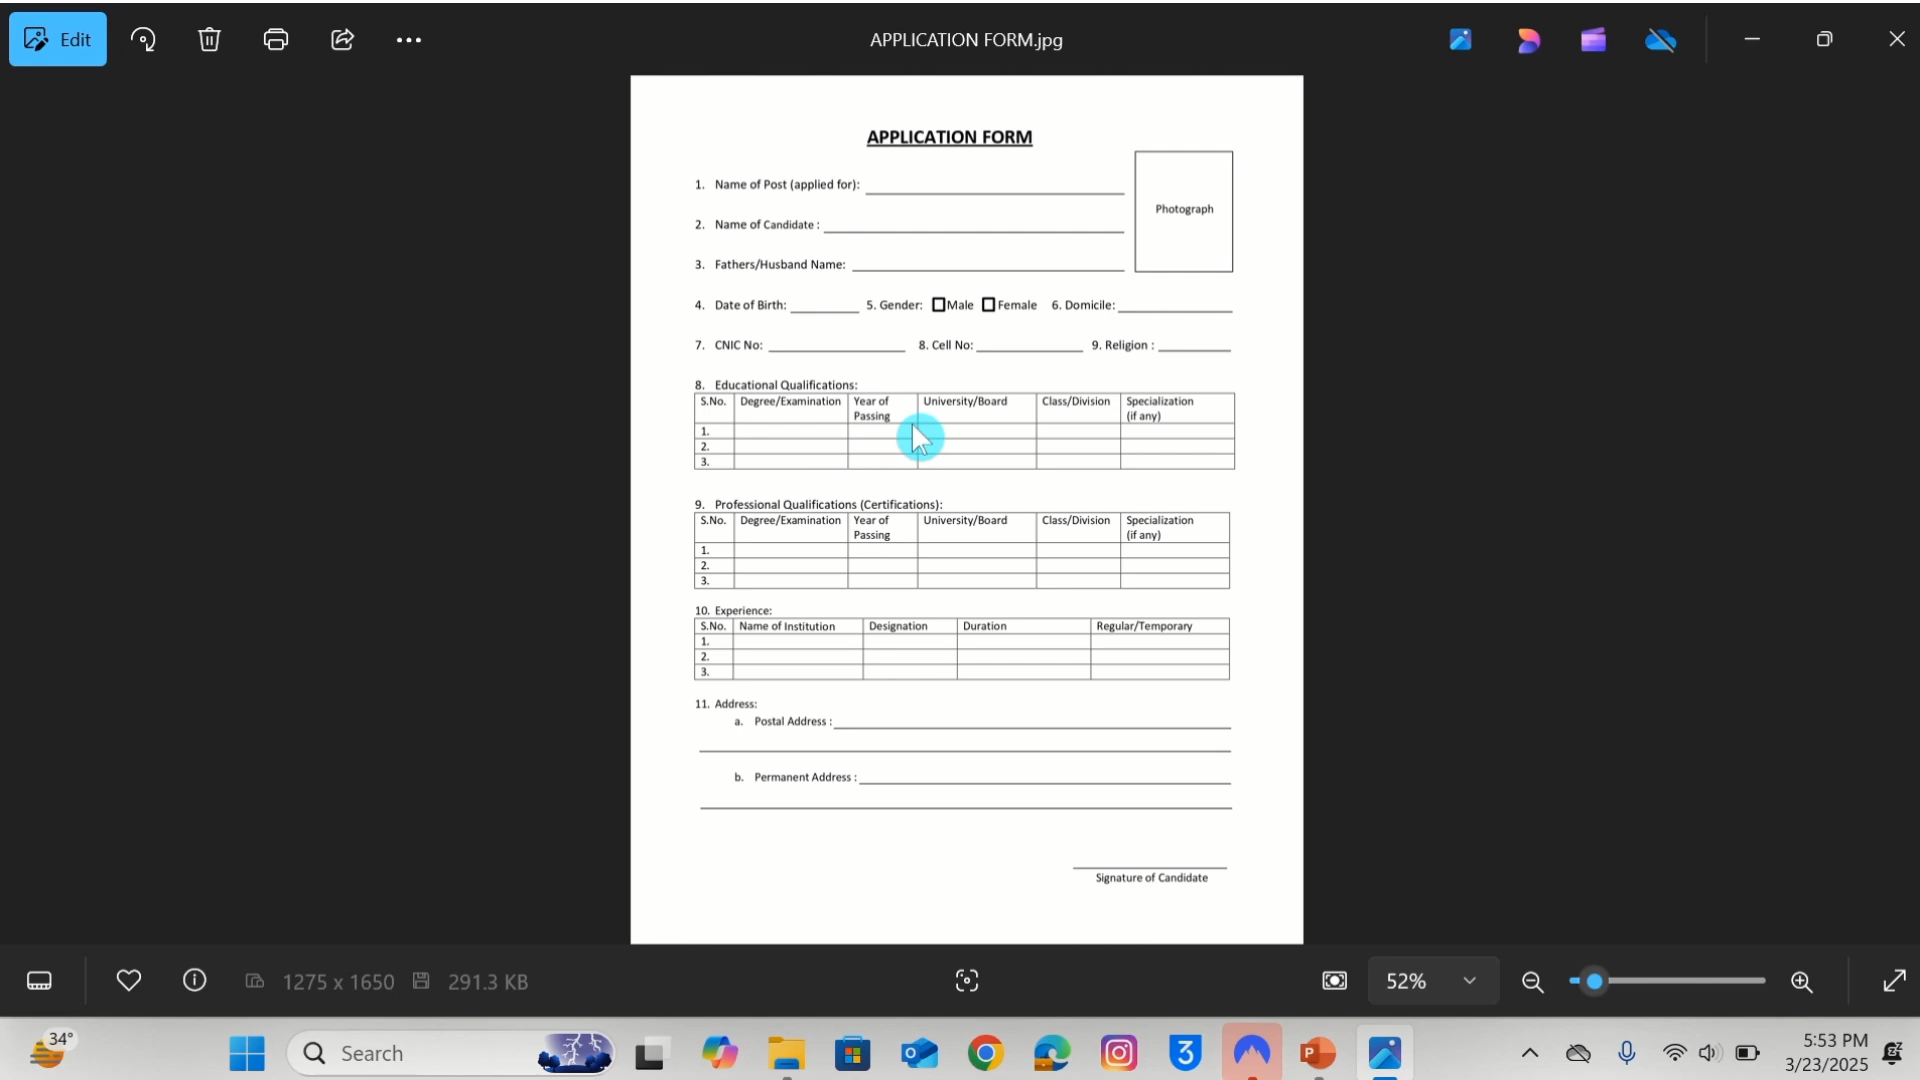 Edit
APPLICATION FORM.jpg
APPLICATION FORM
1. Name of Post (applied for):
Photograph
2. Name of Candidate :
3. Fathers/Husband Name:
4. Date of Birth: 5. Gender: Male Female 6. Domicile:
7. CNIC No: 8. Cell No: 9. Religion :
8. Educational Qualifications:
S.No. Degree/Examination Year of Passing University/Board Class/Division Specialization (if any)
1.
2.
3.
9. Professional Qualifications (Certifications):
S.No. Degree/Examination Year of Passing University/Board Class/Division Specialization (if any)
1.
2.
3.
10. Experience:
S.No. Name of Institution Designation Duration Regular/Temporary
1.
2.
3.
11. Address:
a. Postal Address :
b. Permanent Address :
Signature of Candidate
1275 x 1650 291.3 KB 52%
34° Search 5:53 PM
3/23/2025